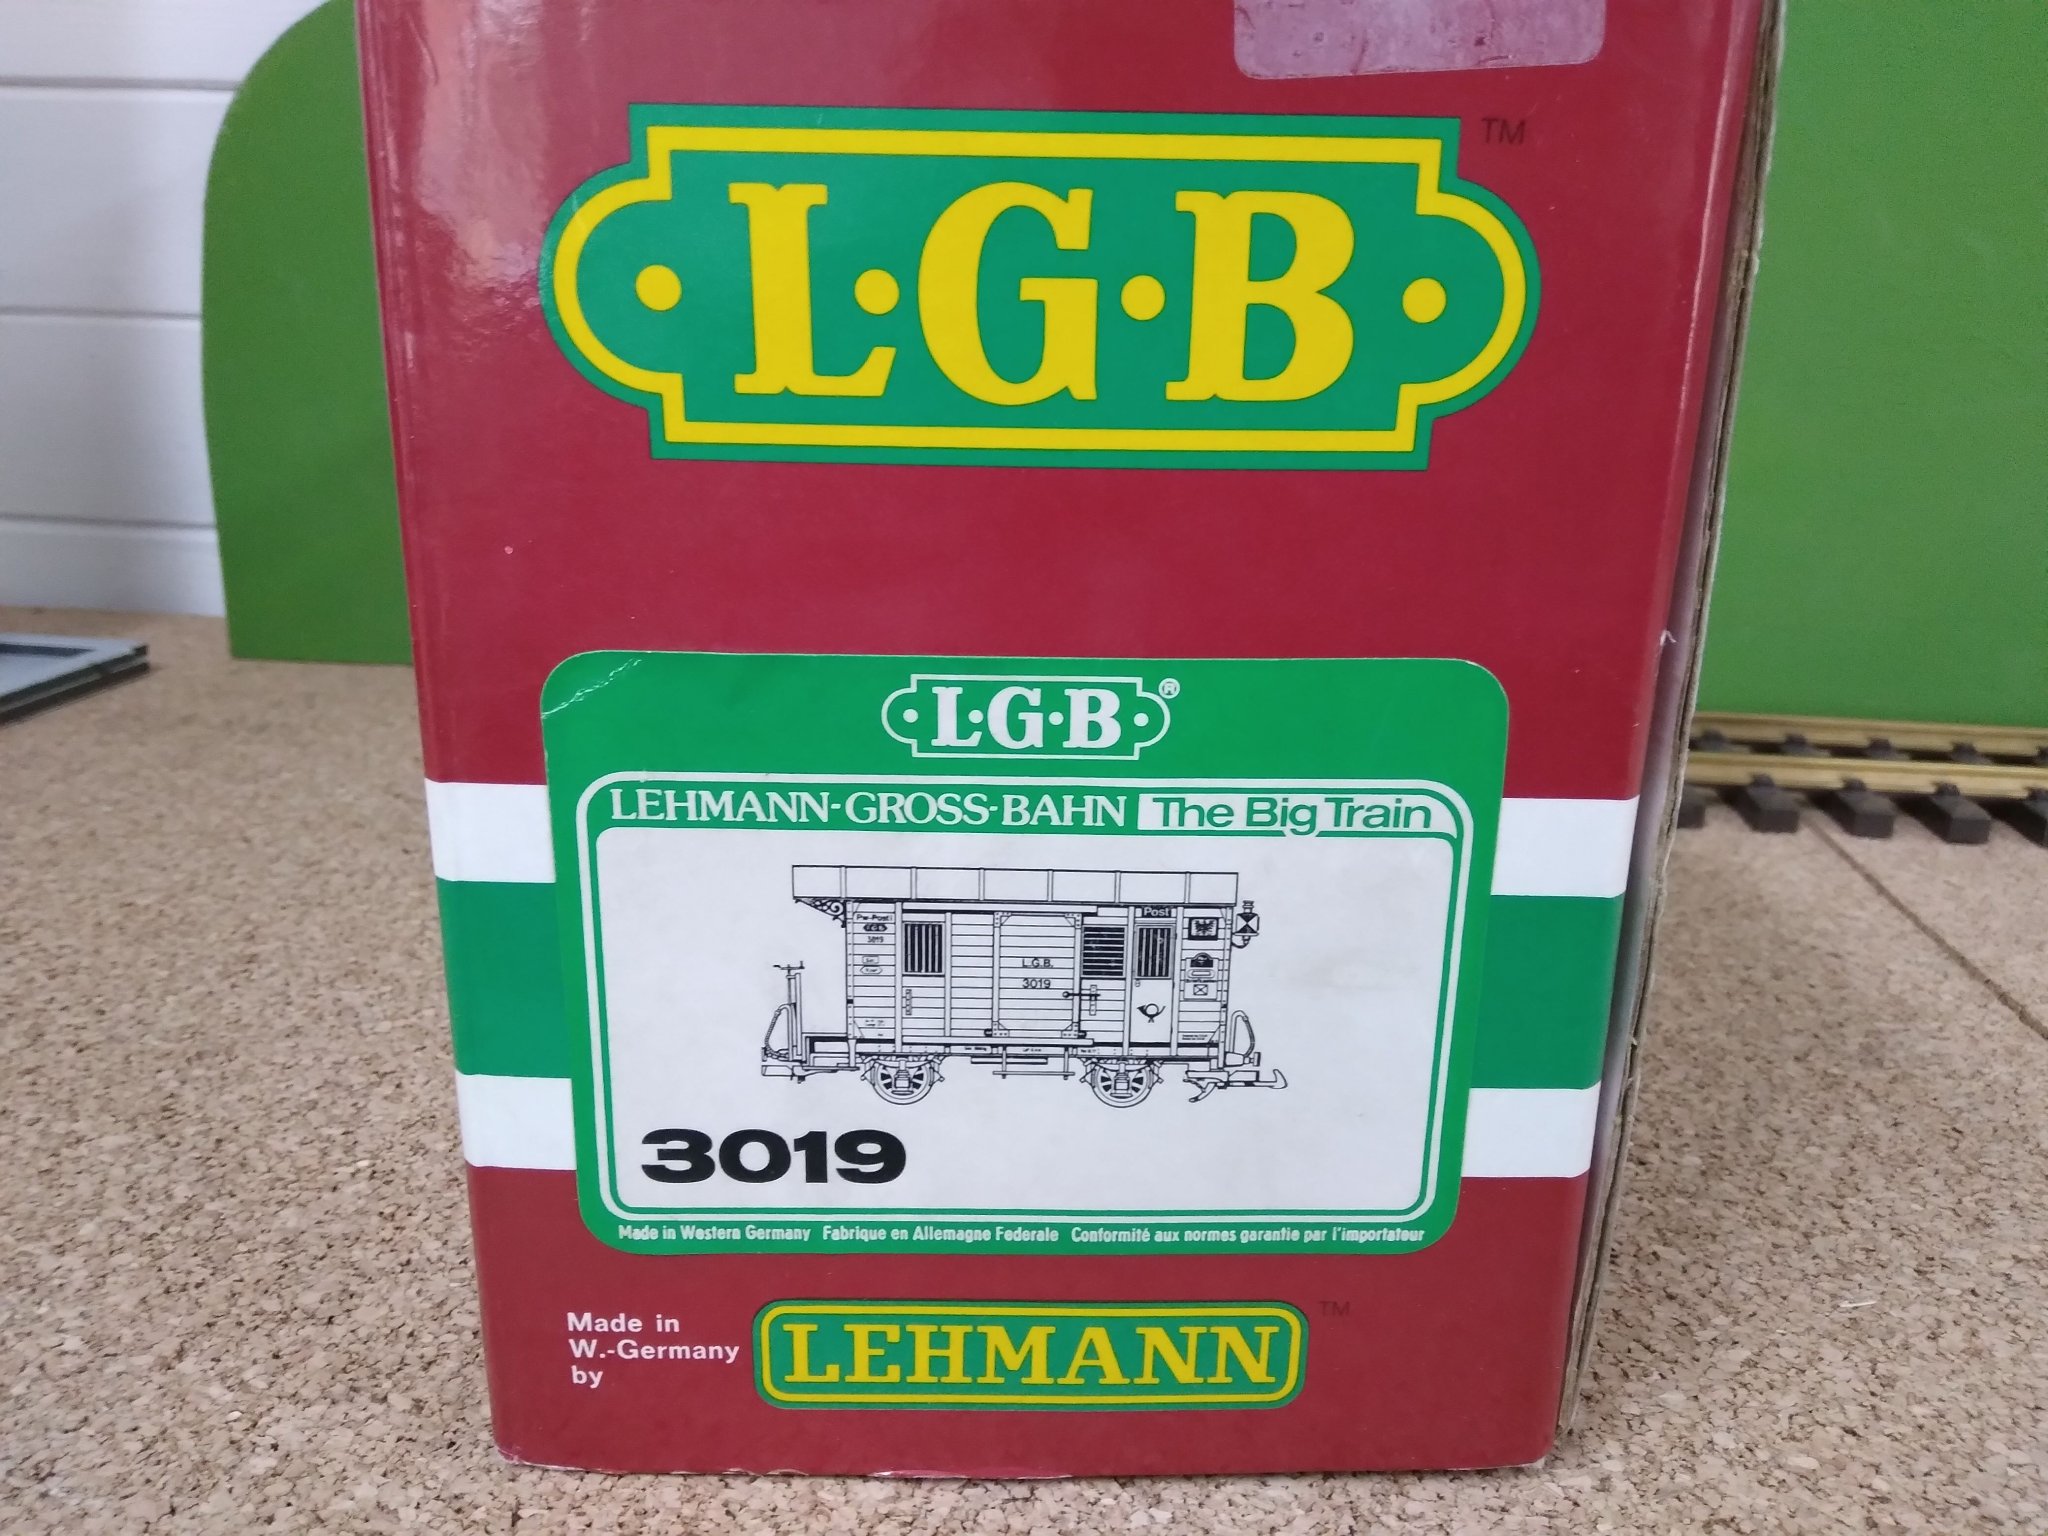 L·G·B
TM
L·G·B ®
LEHMANN-GROSS-BAHN The Big Train
Pw-Post
Post
3019
L.G.B.
3019
3019
Made in Western Germany Fabrique en Allemagne Federale Conformité aux normes garantie par l'importateur
Made in
W.-Germany
by
LEHMANN
TM